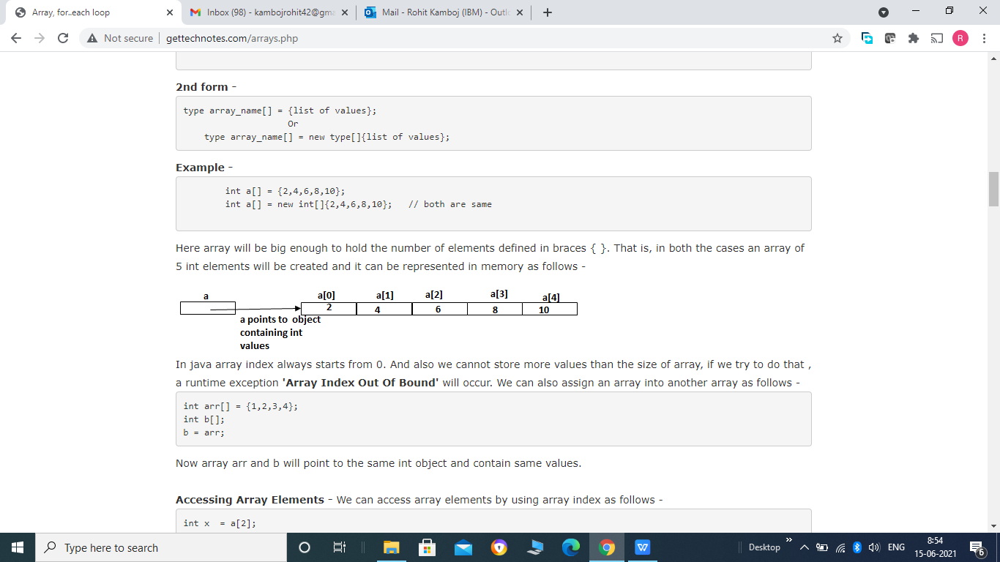 Array, for..each loop
Inbox (98) - kambojrohit42@gma
Mail - Rohit Kamboj (IBM) - Outl
Not secure
gettechnotes.com/arrays.php
R
2nd form -
type array_name[] = {list of values};
Or
type array_name[] = new type[]{list of values};
Example -
int a[] = {2,4,6,8,10};
int a[] = new int[]{2,4,6,8,10};   // both are same
Here array will be big enough to hold the number of elements defined in braces { }. That is, in both the cases an array of
5 int elements will be created and it can be represented in memory as follows -
a a[0] a[1] a[2] a[3] a[4]
2 4 6 8 10
a points to object
containing int
values
In java array index always starts from 0. And also we cannot store more values than the size of array, if we try to do that ,
a runtime exception 'Array Index Out Of Bound' will occur. We can also assign an array into another array as follows -
int arr[] = {1,2,3,4};
int b[];
b = arr;
Now array arr and b will point to the same int object and contain same values.
Accessing Array Elements - We can access array elements by using array index as follows -
int x  = a[2];
Type here to search
Desktop
ENG
8:54
15-06-2021
6